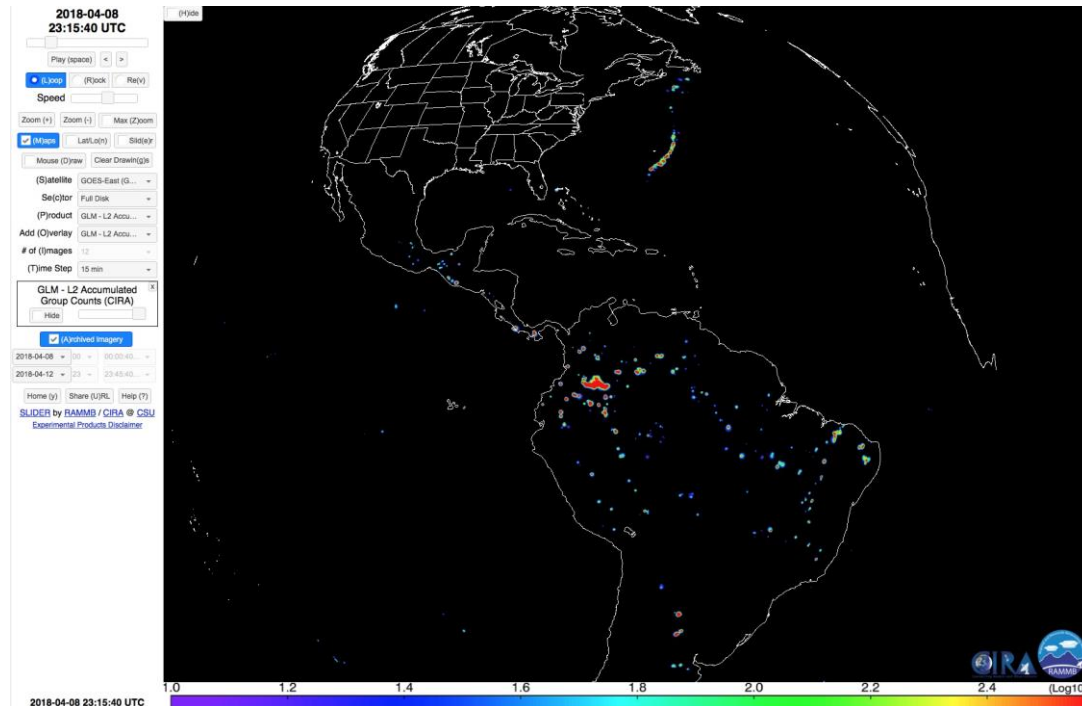 2018-04-08
23:15:40 UTC
(H)ide
Play (space) < >
(L)oop (R)ock Re(v)
Speed
Zoom (+) Zoom (-) Max (Z)oom
(M)aps Lat/Lo(n) Slid(e)r
Mouse (D)raw Clear Drawin(g)s
(S)atellite GOES-East (G...
Se(c)tor Full Disk
(P)roduct GLM - L2 Accu...
Add (O)verlay GLM - L2 Accu...
# of (I)mages 12
(T)ime Step 15 min
GLM - L2 Accumulated x
Group Counts (CIRA)
Hide
(A)rchived Imagery
2018-04-08 00 00:00:40...
2018-04-12 23 23:45:40...
Home (y) Share (U)RL Help (?)
SLIDER by RAMMB / CIRA @ CSU
Experimental Products Disclaimer
CIRA
RAMMB
1.0 1.2 1.4 1.6 1.8 2.0 2.2 2.4 (Log10
2018-04-08 23:15:40 UTC